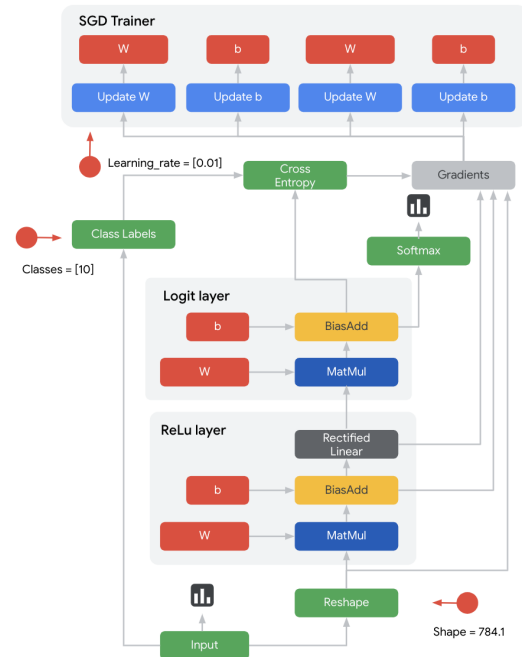 SGD Trainer
W
b
W
b
Update W
Update b
Update W
Update b
Learning_rate = [0.01]
Cross
Entropy
Gradients
Class Labels
Softmax
Classes = [10]
Logit layer
b
BiasAdd
W
MatMul
ReLu layer
Rectified
Linear
b
BiasAdd
W
MatMul
Reshape
Shape = 784.1
Input